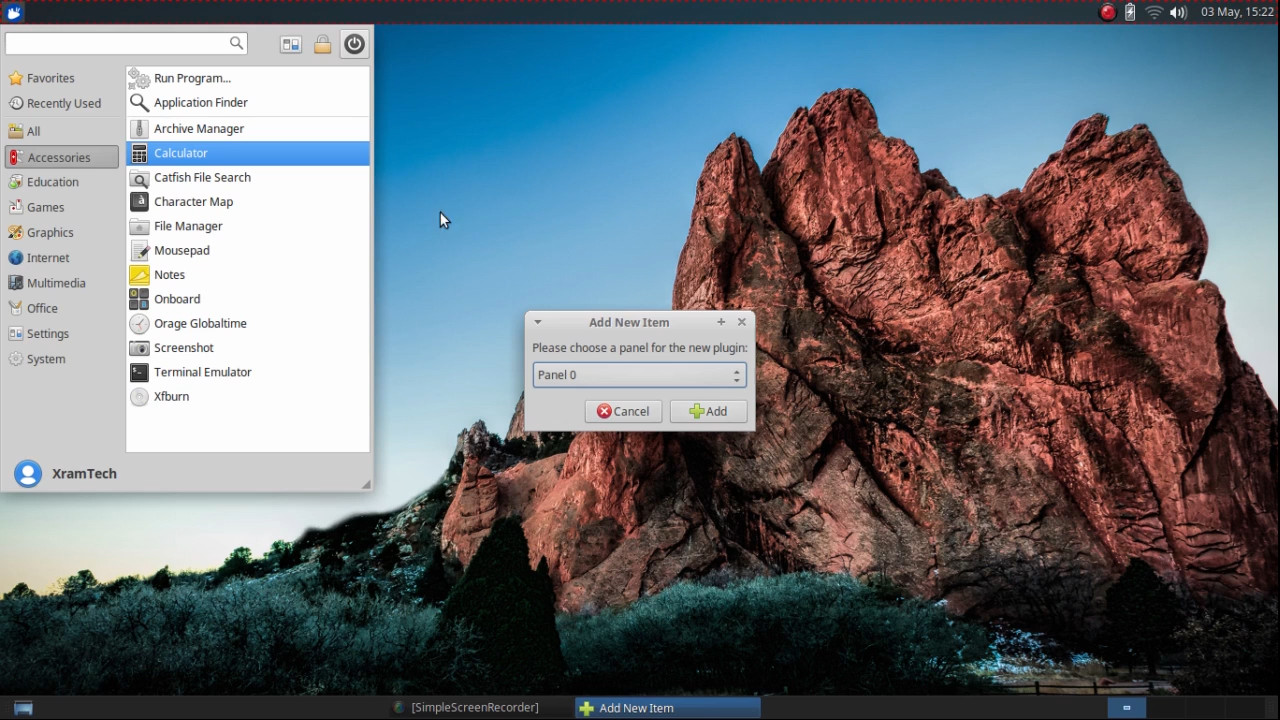 03 May, 15:22
Favorites
Recently Used
All
Accessories
Education
Games
Graphics
Internet
Multimedia
Office
Settings
System
Run Program...
Application Finder
Archive Manager
Calculator
Catfish File Search
Character Map
File Manager
Mousepad
Notes
Onboard
Orage Globaltime
Screenshot
Terminal Emulator
Xfburn
XramTech
Add New Item
Please choose a panel for the new plugin:
Panel 0
Cancel Add
[SimpleScreenRecorder] Add New Item